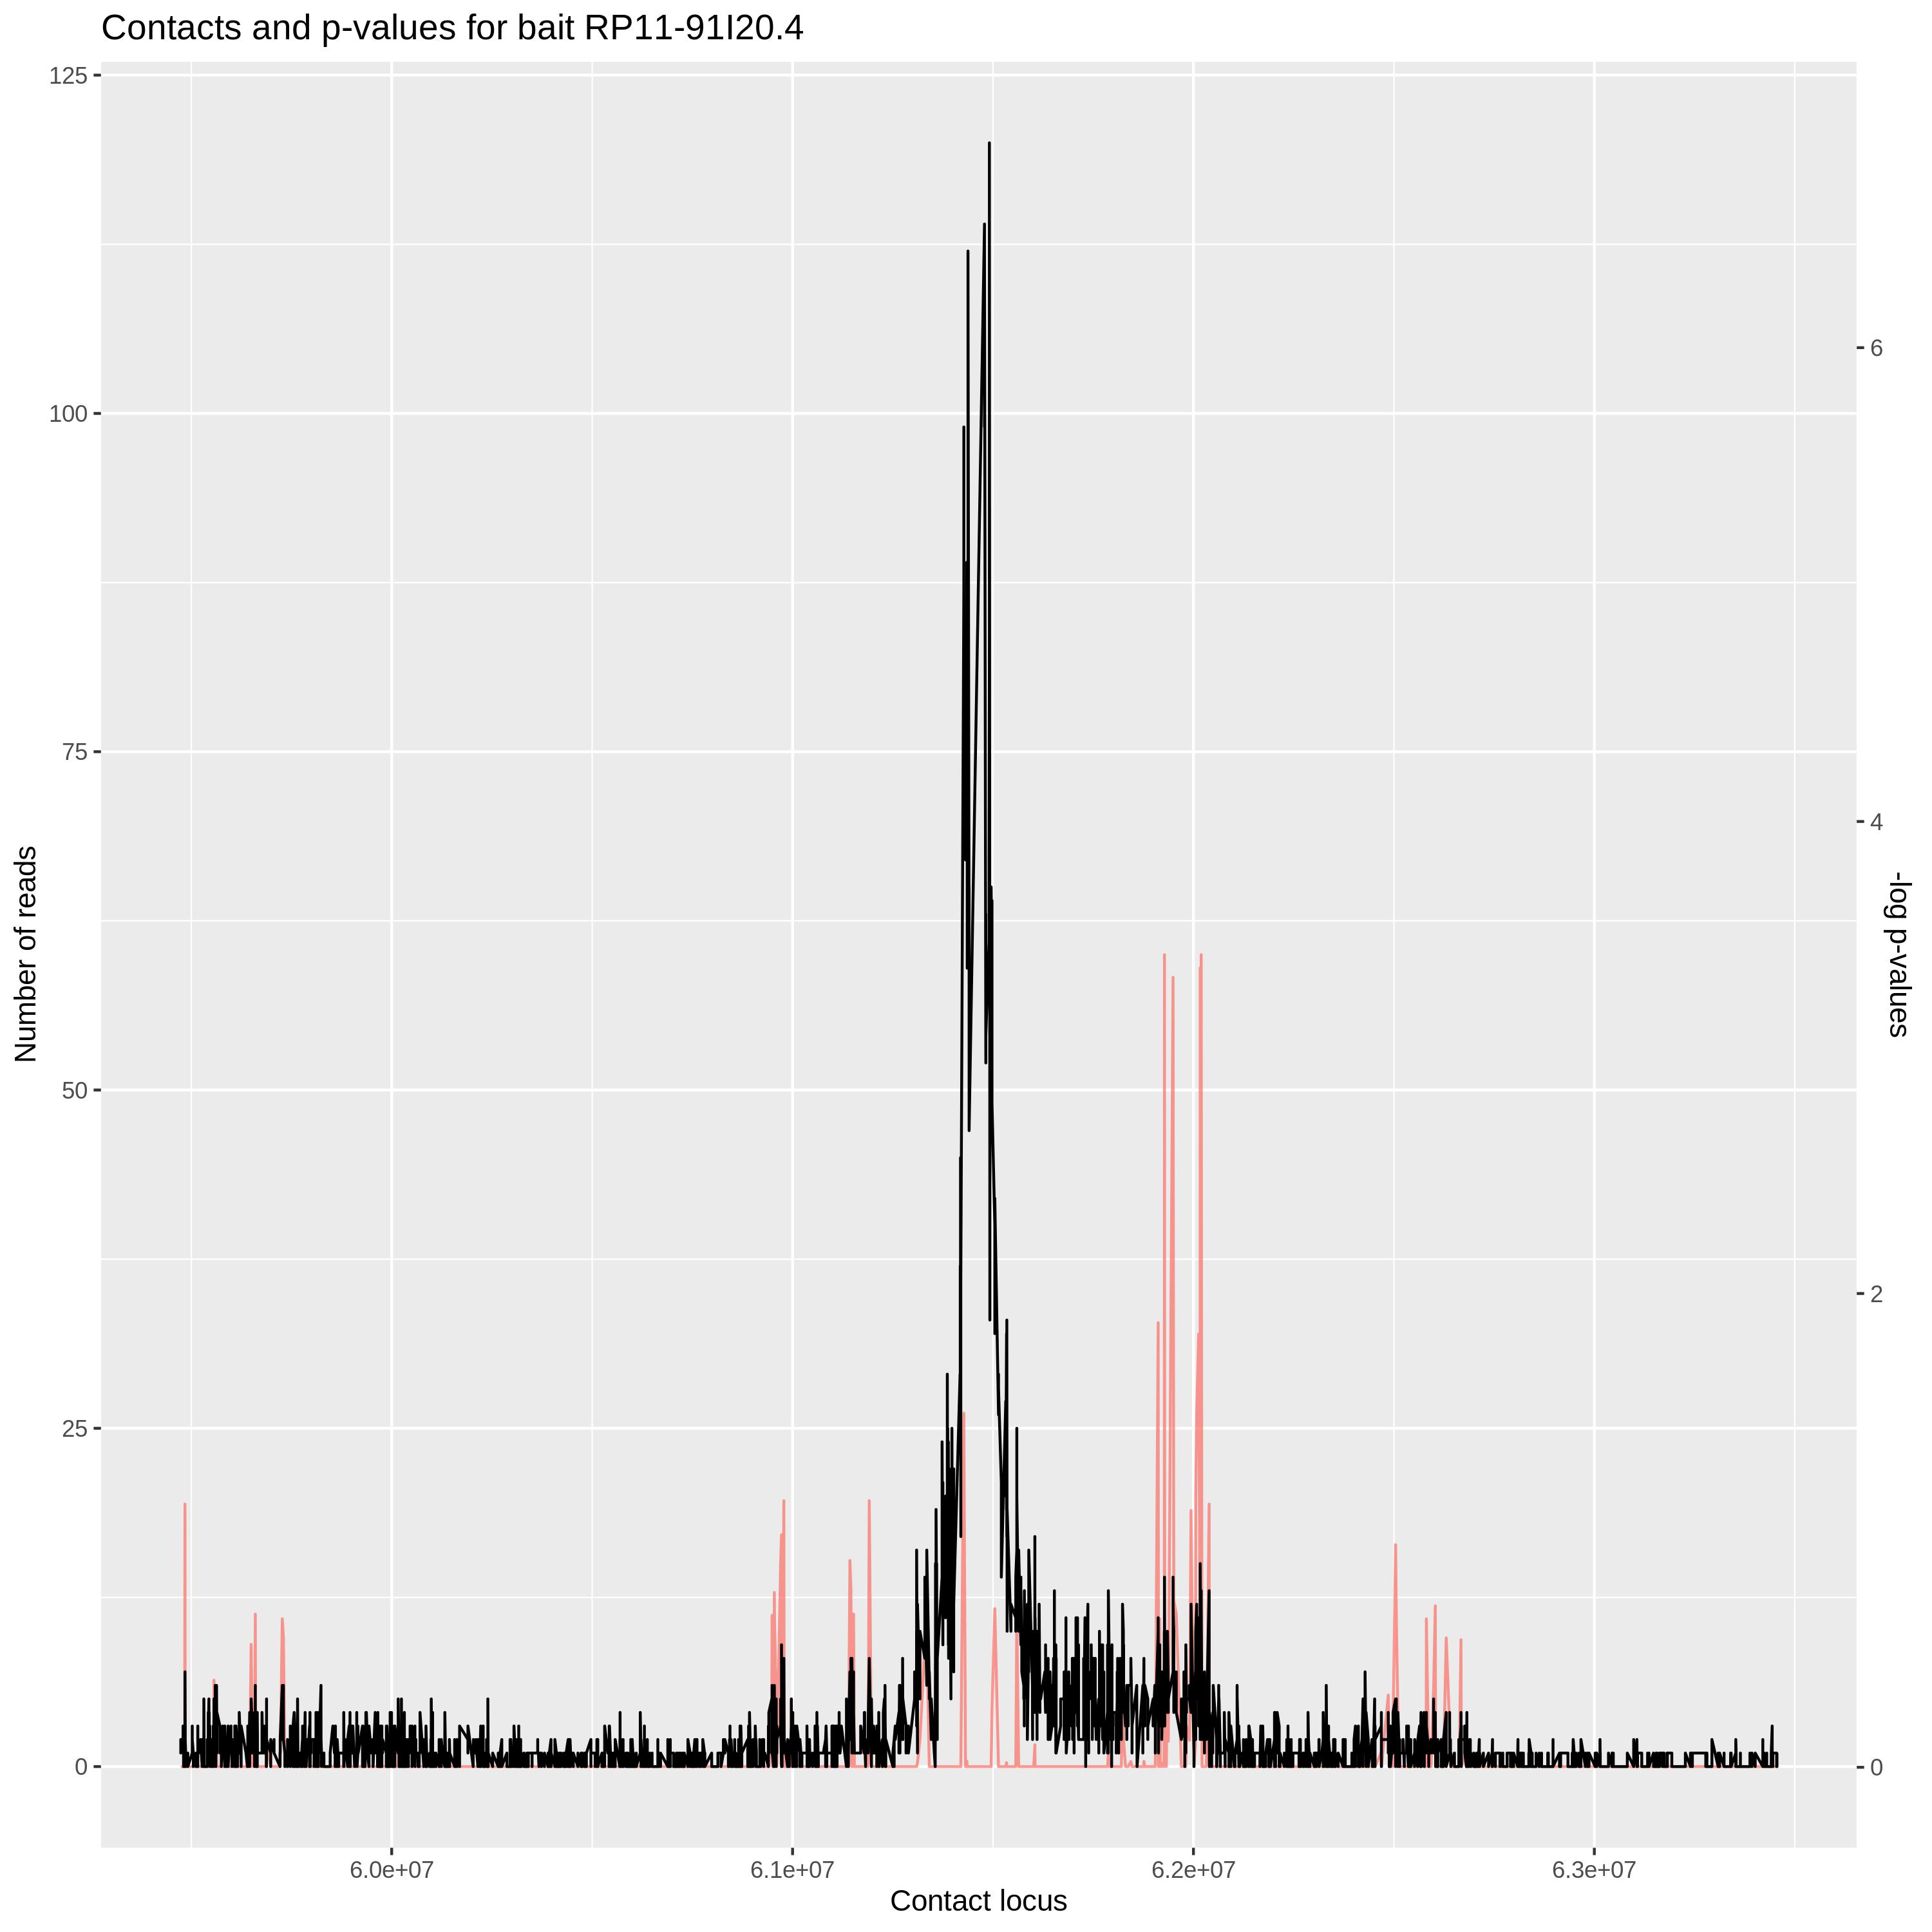 Contacts and p-values for bait RP11-91I20.4
125
100
75
50
25
0
Number of reads
6
4
2
0
-log p-values
6.0e+07
6.1e+07
6.2e+07
6.3e+07
Contact locus